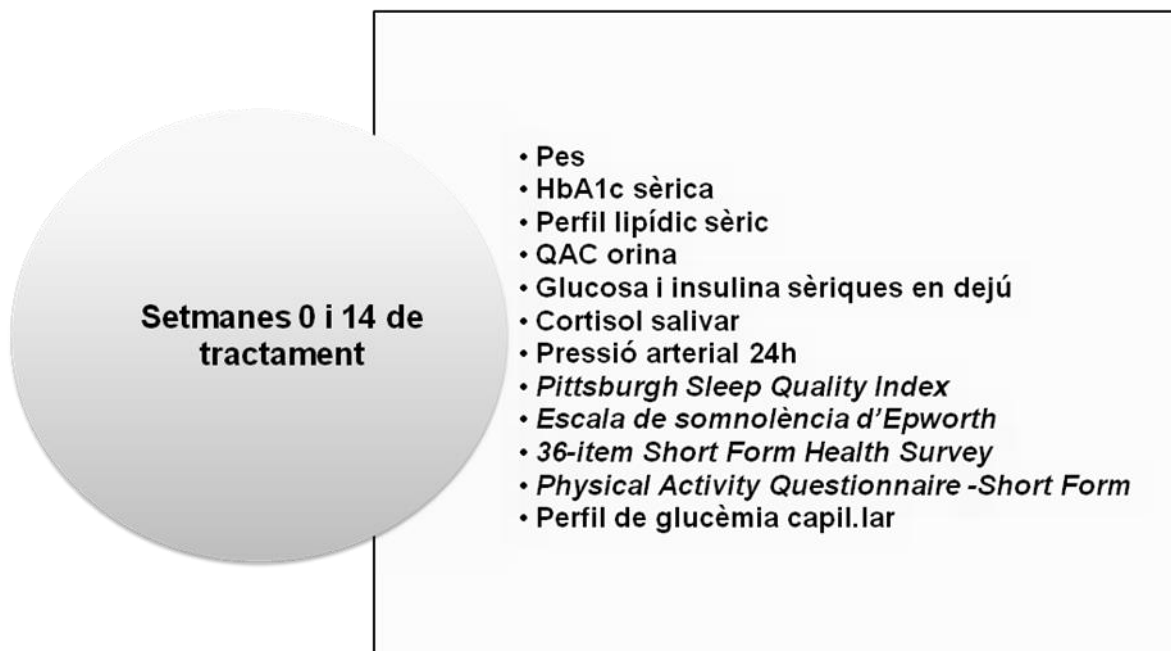 Setmanes 0 i 14 de
tractament
• Pes
• HbA1c sèrica
• Perfil lipídic sèric
• QAC orina
• Glucosa i insulina sèriques en dejú
• Cortisol salivar
• Pressió arterial 24h
• Pittsburgh Sleep Quality Index
• Escala de somnolència d’Epworth
• 36-item Short Form Health Survey
• Physical Activity Questionnaire -Short Form
• Perfil de glucèmia capil.lar